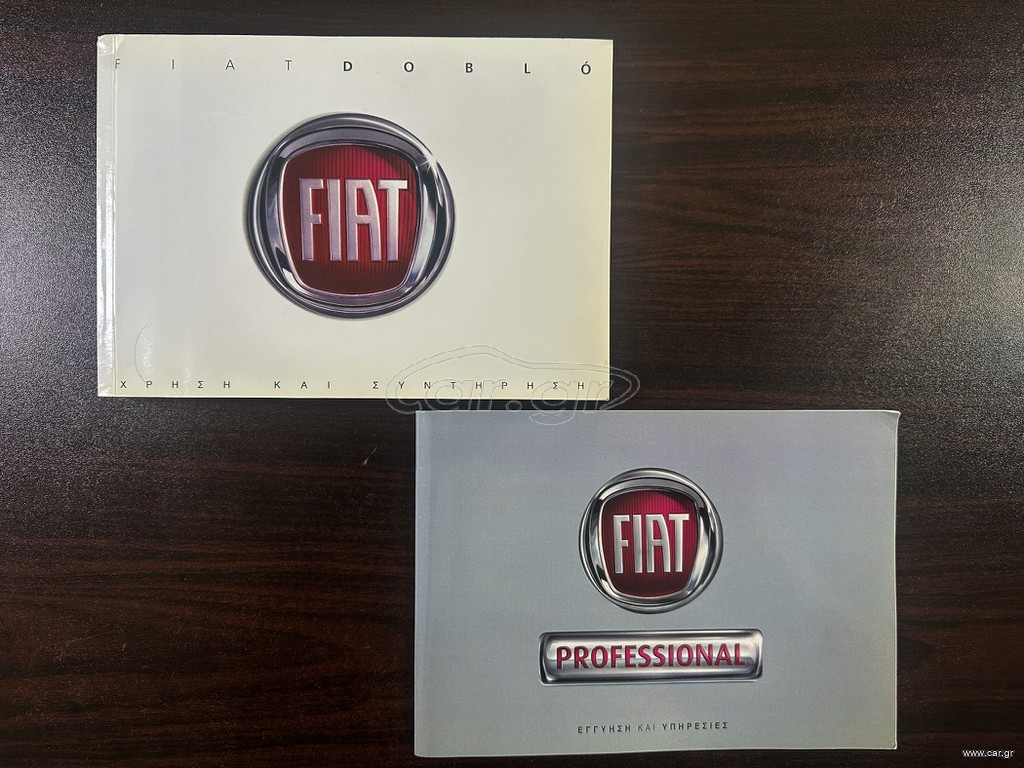 FIAT DOBLÓ
FIAT
ΧΡΗΣΗ ΚΑΙ ΣΥΝΤΗΡΗΣΗ
car.gr
FIAT
PROFESSIONAL
ΕΓΓΥΗΣΗ ΚΑΙ ΥΠΗΡΕΣΙΕΣ
www.car.gr